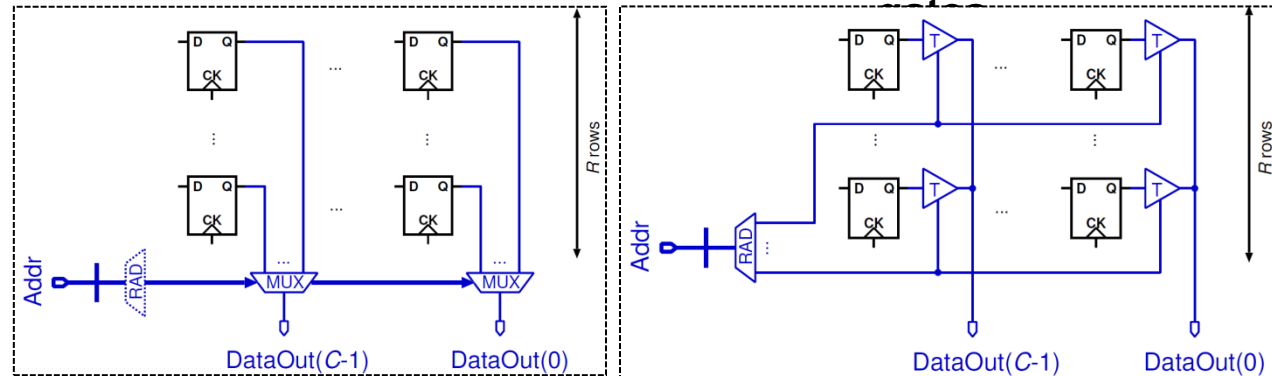 D Q
CK
...
D Q
CK
⋮
⋮
R rows
D Q
CK
...
D Q
CK
Addr
RAD
...
MUX
...
MUX
DataOut(C-1)
DataOut(0)
D Q
CK
T
...
D Q
CK
T
⋮
⋮
R rows
D Q
CK
T
...
D Q
CK
T
Addr
RAD
⋮
DataOut(C-1)
DataOut(0)